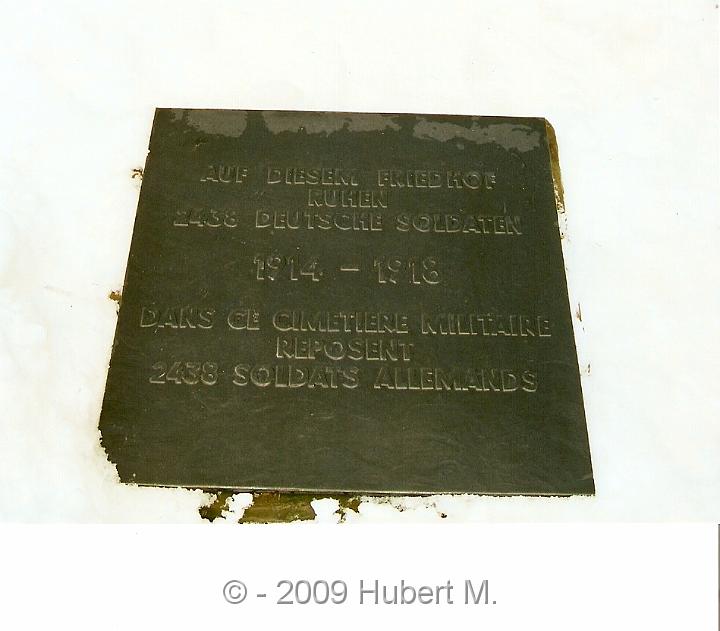 AUF DIESEM FRIEDHOF
RUHEN
2438 DEUTSCHE SOLDATEN
1914 - 1918
DANS CE CIMETIERE MILITAIRE
REPOSENT
2438 SOLDATS ALLEMANDS
© - 2009 Hubert M.